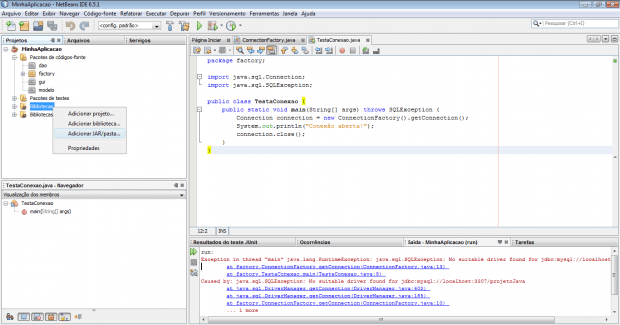 MinhaAplicacao - NetBeans IDE 6.5.1
Arquivo Editar Exibir Navegar Código-fonte Refatorar Executar Depurar Perfil Versionamento Ferramentas Janela Ajuda
<config. padrão>
Pesquisar (Ctrl+I)
Projetos
Arquivos
Serviços
MinhaAplicacao
Pacotes de códigos-fonte
dao
factory
gui
modelo
Pacotes de testes
Bibliotecas
Bibliotecas
Adicionar projeto...
Adicionar biblioteca...
Adicionar JAR/pasta...
Propriedades
Página Inicial
ConnectionFactory.java
TestaConexao.java
package factory;
import java.sql.Connection;
import java.sql.SQLException;
public class TestaConexao {
public static void main(String[] args) throws SQLException {
Connection connection = new ConnectionFactory().getConnection();
System.out.println("Conexão aberta!");
connection.close();
}
}
12:2 INS
TestaConexao.java - Navegador
Visualização dos membros
TestaConexao
main(String[] args)
Resultados do teste JUnit
Ocorrências
Saída - MinhaAplicacao (run)
Tarefas
run:
Exception in thread "main" java.lang.RuntimeException: java.sql.SQLException: No suitable driver found for jdbc:mysql://localhost
at factory.ConnectionFactory.getConnection(ConnectionFactory.java:13)
at factory.TestaConexao.main(TestaConexao.java:8)
Caused by: java.sql.SQLException: No suitable driver found for jdbc:mysql://localhost:3307/projetoJava
at java.sql.DriverManager.getConnection(DriverManager.java:602)
at java.sql.DriverManager.getConnection(DriverManager.java:185)
at factory.ConnectionFactory.getConnection(ConnectionFactory.java:10)
... 1 more